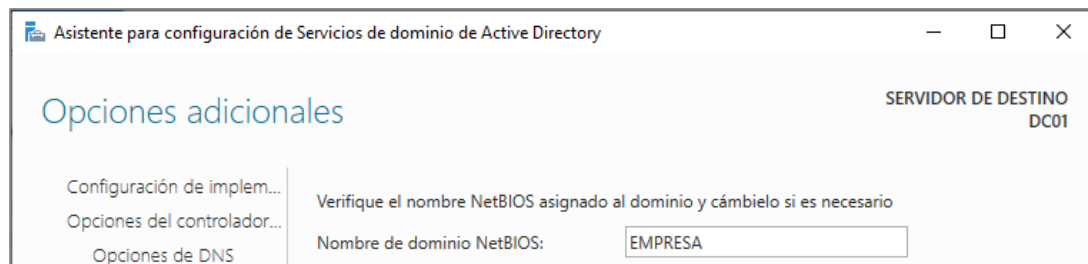 Asistente para configuración de Servicios de dominio de Active Directory
Opciones adicionales
SERVIDOR DE DESTINO
DC01
Configuración de implem...
Opciones del controlador...
Opciones de DNS
Verifique el nombre NetBIOS asignado al dominio y cámbielo si es necesario
Nombre de dominio NetBIOS: EMPRESA